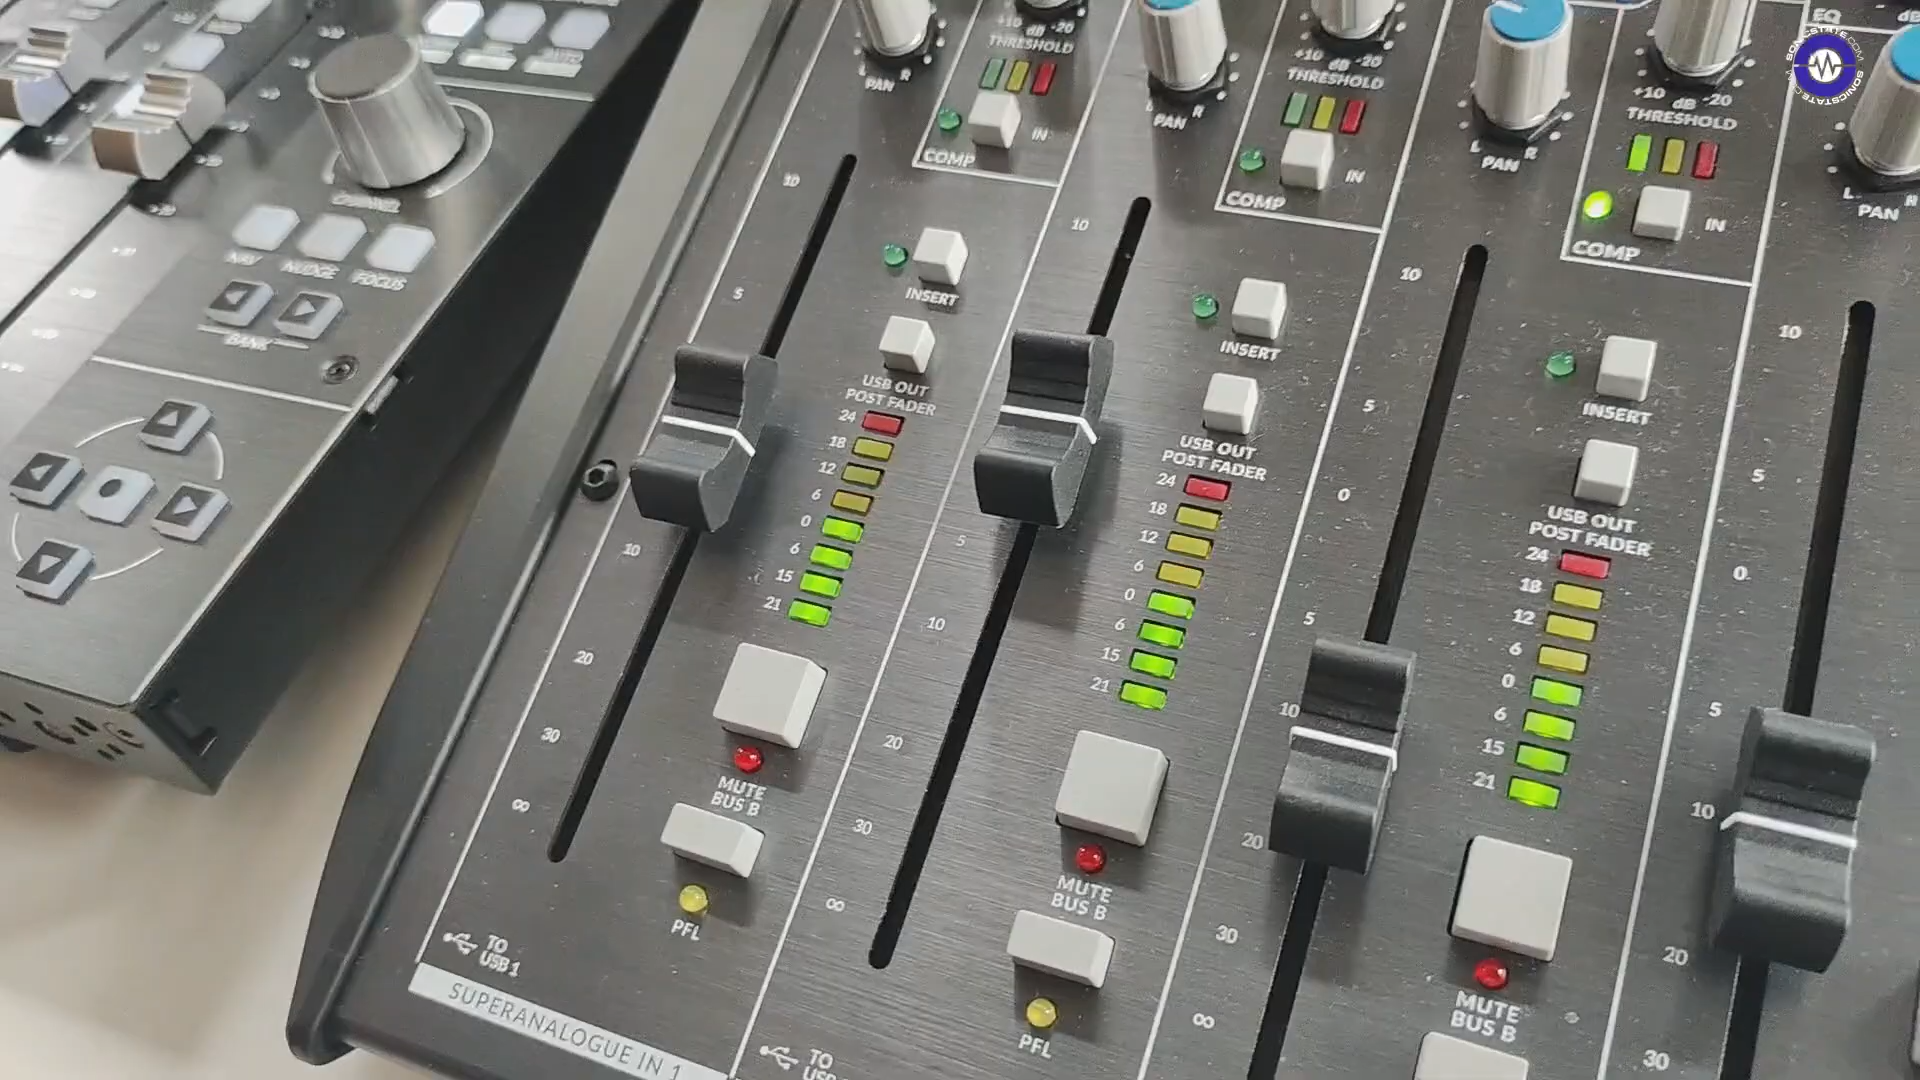 CHANNEL
NAV
NUDGE
FOCUS
BANK
PAN
R
+10 dB -20
THRESHOLD
IN
COMP
10
5
INSERT
USB OUT
POST FADER
24
18
12
6
0
6
15
21
10
20
30
∞
MUTE
BUS B
PFL
TO
USB 1
SUPERANALOGUE IN 1
L
R
PAN
+10 dB -20
THRESHOLD
IN
COMP
10
INSERT
USB OUT
POST FADER
24
18
12
6
0
6
15
21
5
10
20
30
∞
MUTE
BUS B
PFL
TO
L
R
PAN
+10 dB -20
THRESHOLD
IN
COMP
10
5
0
5
10
20
30
∞
INSERT
USB OUT
POST FADER
24
18
12
6
0
6
15
21
MUTE
BUS B
EQ
L
R
PAN
10
5
0
5
10
20
30
SONICSTATE.COM
SONICSTATE.COM